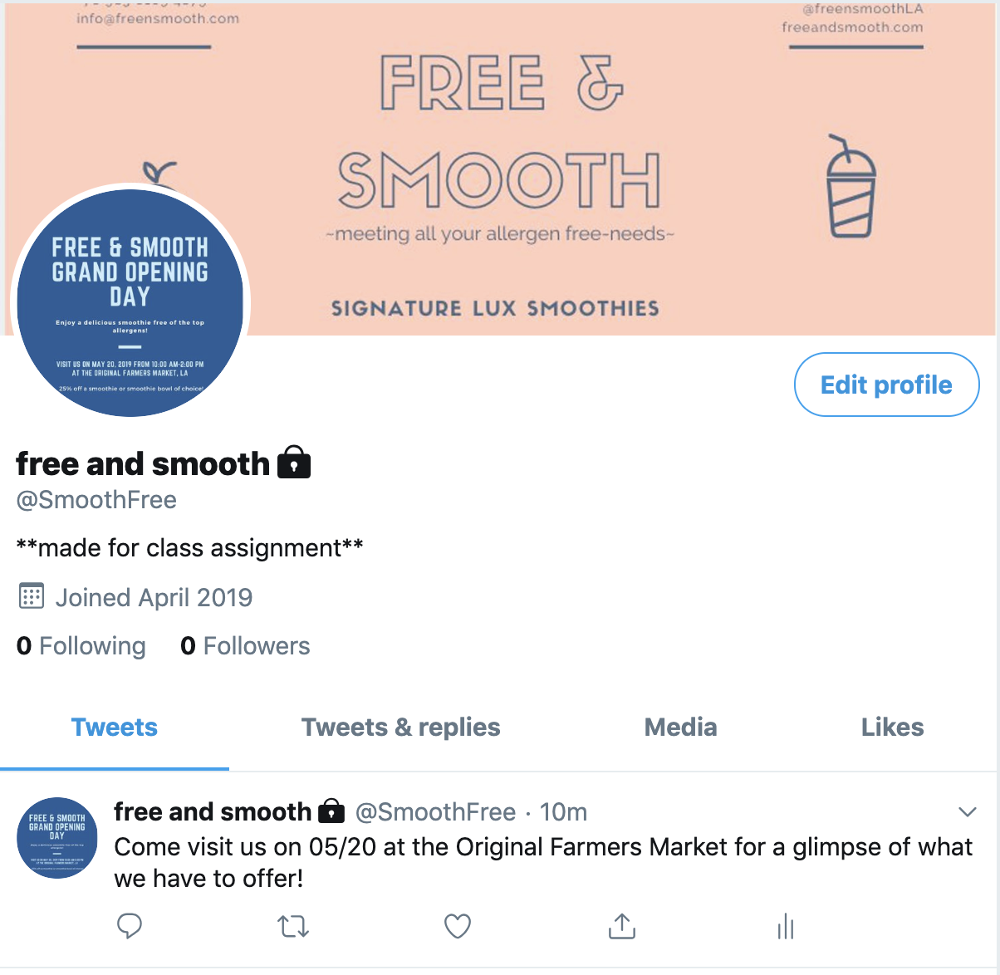 info@freensmooth.com
@freensmoothLA
freeandsmooth.com
FREE &
SMOOTH
~meeting all your allergen free-needs~
SIGNATURE LUX SMOOTHIES
FREE & SMOOTH
GRAND OPENING
DAY
Enjoy a delicious smoothie free of the top
allergens!
VISIT US ON MAY 20, 2019 FROM 10:00 AM-2:00 PM
AT THE ORIGINAL FARMERS MARKET, LA
25% off a smoothie or smoothie bowl of choice!
Edit profile
free and smooth
@SmoothFree
**made for class assignment**
Joined April 2019
0 Following 0 Followers
Tweets Tweets & replies Media Likes
FREE & SMOOTH
GRAND OPENING
DAY
free and smooth @SmoothFree · 10m
Come visit us on 05/20 at the Original Farmers Market for a glimpse of what
we have to offer!